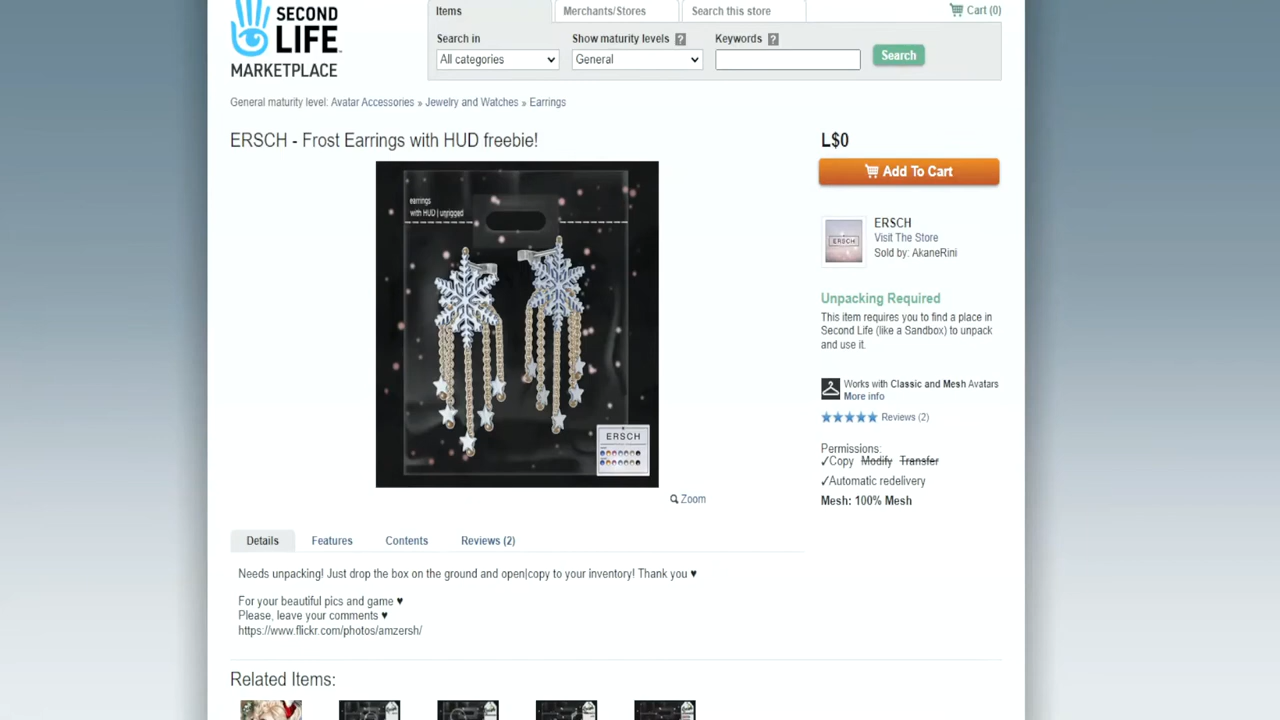 SECOND
LIFE
MARKETPLACE
Items
Merchants/Stores
Search this store
Cart (0)
Search in
Show maturity levels ?
Keywords ?
All categories
General
Search
General maturity level: Avatar Accessories » Jewelry and Watches » Earrings
ERSCH - Frost Earrings with HUD freebie!
earrings
with HUD | unrigged
ERSCH
Zoom
L$0
Add To Cart
ERSCH
ERSCH
Visit The Store
Sold by: AkaneRini
Unpacking Required
This item requires you to find a place in
Second Life (like a Sandbox) to unpack
and use it.
Works with Classic and Mesh Avatars
More info
Reviews (2)
Permissions:
✓Copy Modify Transfer
✓Automatic redelivery
Mesh: 100% Mesh
Details
Features
Contents
Reviews (2)
Needs unpacking! Just drop the box on the ground and open|copy to your inventory! Thank you ♥
For your beautiful pics and game ♥
Please, leave your comments ♥
https://www.flickr.com/photos/amzersh/
Related Items: